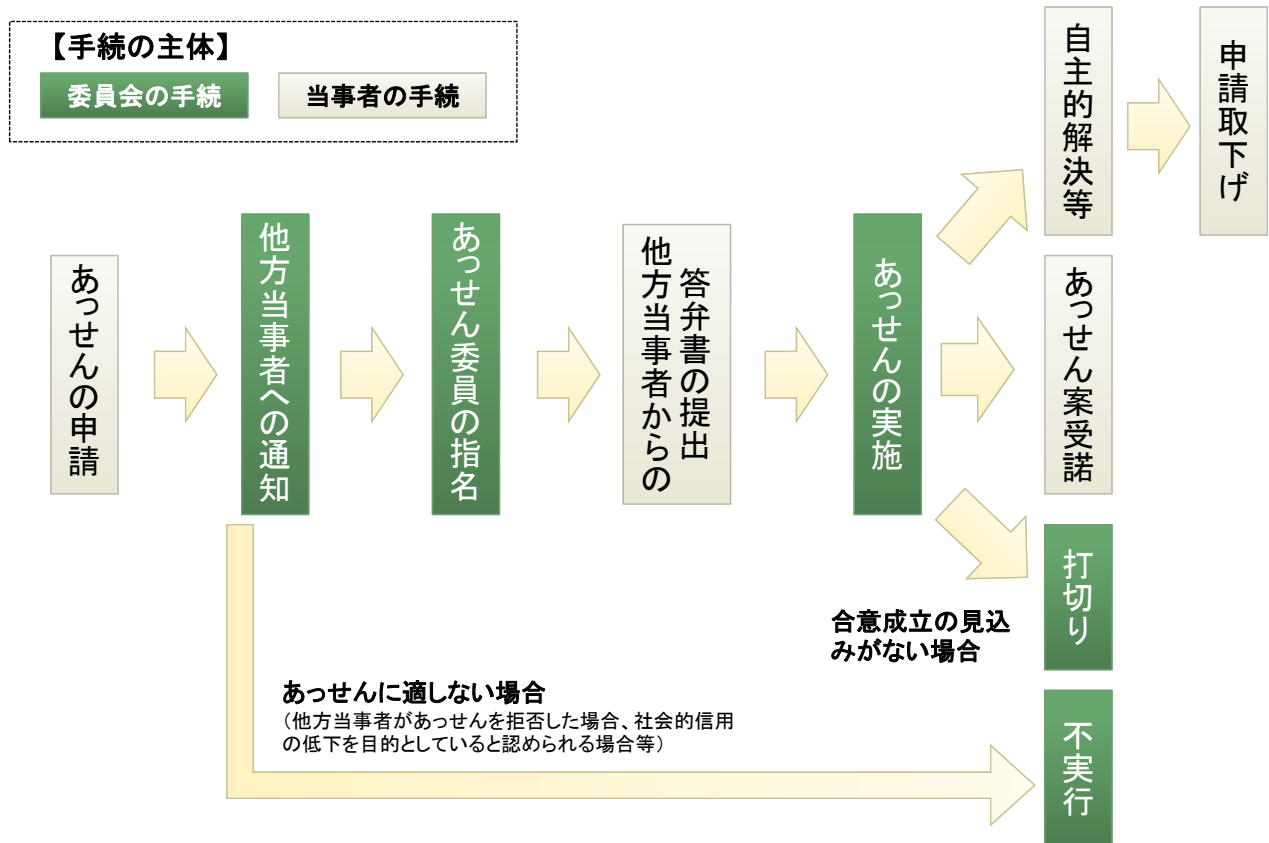 【手続の主体】
委員会の手続
当事者の手続
あっせんの申請
他方当事者への通知
あっせん委員の指名
他方当事者からの
答弁書の提出
あっせんの実施
自主的解決等
申請取下げ
あっせん案受諾
打切り
合意成立の見込
みがない場合
あっせんに適しない場合
（他方当事者があっせんを拒否した場合、社会的信用
の低下を目的としていると認められる場合等）
不実行